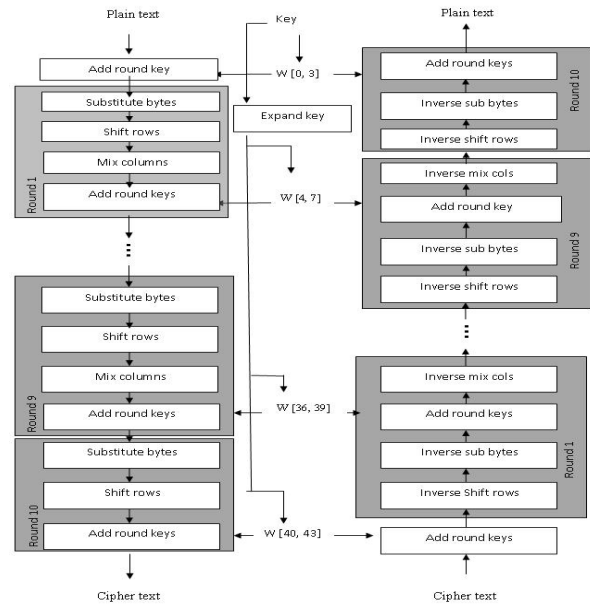 Plain text
Add round key
Substitute bytes
Shift rows
Mix columns
Add round keys
Round 1
...
Substitute bytes
Shift rows
Mix columns
Add round keys
Round 9
Substitute bytes
Shift rows
Add round keys
Round 10
Cipher text
Key
W [0, 3]
Expand key
W [4, 7]
W [36, 39]
W [40, 43]
Plain text
Add round keys
Inverse sub bytes
Inverse shift rows
Round 10
Inverse mix cols
Add round key
Inverse sub bytes
Inverse shift rows
Round 9
...
Inverse mix cols
Add round keys
Inverse sub bytes
Inverse Shift rows
Round 1
Add round keys
Cipher text